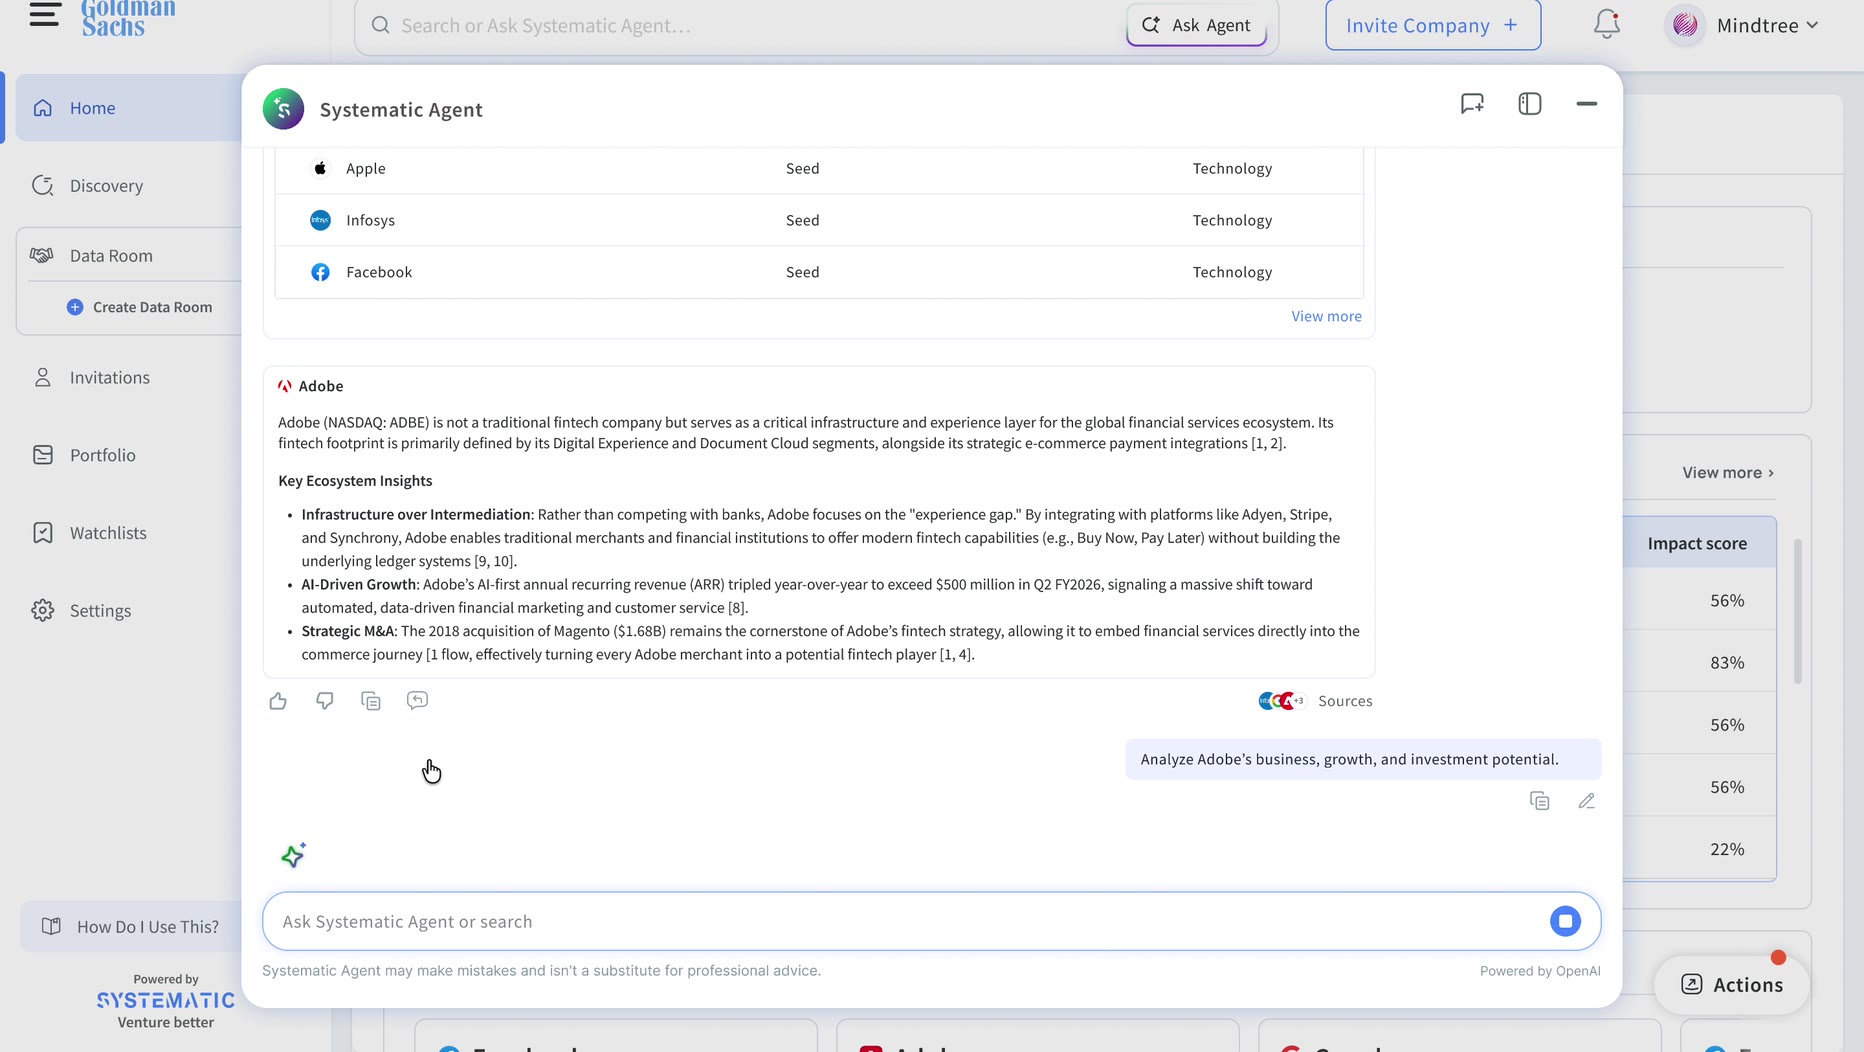 Goldman
Sachs
Search or Ask Systematic Agent...
Ask Agent
Invite Company +
Mindtree
Home
Discovery
Data Room
Create Data Room
Invitations
Portfolio
Watchlists
Settings
How Do I Use This?
Powered by
SYSTEMATIC
Venture better
Systematic Agent
Apple Seed Technology
Infosys Seed Technology
Facebook Seed Technology
View more
Adobe
Adobe (NASDAQ: ADBE) is not a traditional fintech company but serves as a critical infrastructure and experience layer for the global financial services ecosystem. Its
fintech footprint is primarily defined by its Digital Experience and Document Cloud segments, alongside its strategic e-commerce payment integrations [1, 2].
Key Ecosystem Insights
• Infrastructure over Intermediation: Rather than competing with banks, Adobe focuses on the "experience gap." By integrating with platforms like Adyen, Stripe,
and Synchrony, Adobe enables traditional merchants and financial institutions to offer modern fintech capabilities (e.g., Buy Now, Pay Later) without building the
underlying ledger systems [9, 10].
• AI-Driven Growth: Adobe’s AI-first annual recurring revenue (ARR) tripled year-over-year to exceed $500 million in Q2 FY2026, signaling a massive shift toward
automated, data-driven financial marketing and customer service [8].
• Strategic M&A: The 2018 acquisition of Magento ($1.68B) remains the cornerstone of Adobe’s fintech strategy, allowing it to embed financial services directly into the
commerce journey [1 flow, effectively turning every Adobe merchant into a potential fintech player [1, 4].
+3 Sources
Analyze Adobe’s business, growth, and investment potential.
Ask Systematic Agent or search
Systematic Agent may make mistakes and isn't a substitute for professional advice.
Powered by OpenAI
View more ›
Impact score
56%
83%
56%
56%
22%
Actions